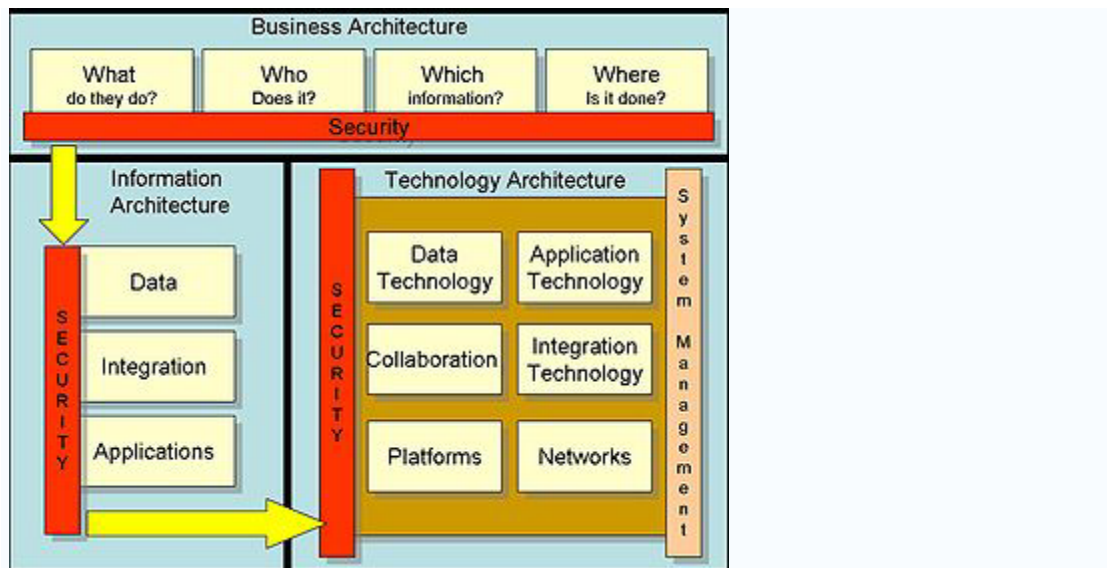 Business Architecture
What
do they do?
Who
Does it?
Which
information?
Where
Is it done?
Security
Information
Architecture
SECURITY
Data
Integration
Applications
Technology Architecture
SECURITY
Data
Technology
Application
Technology
Collaboration
Integration
Technology
Platforms
Networks
System Management